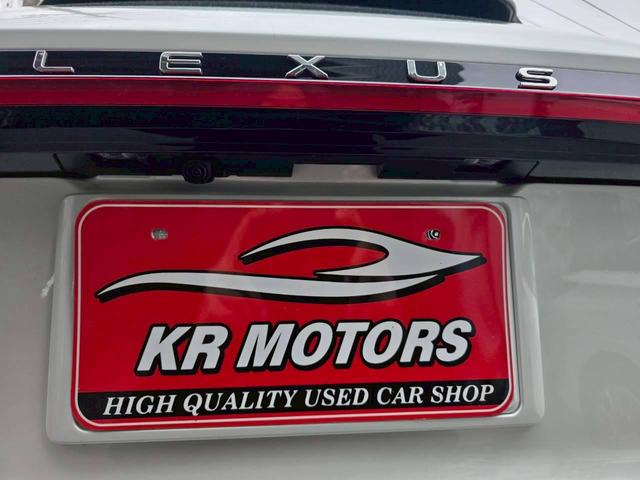 LEXUS
KR MOTORS
HIGH QUALITY USED CAR SHOP